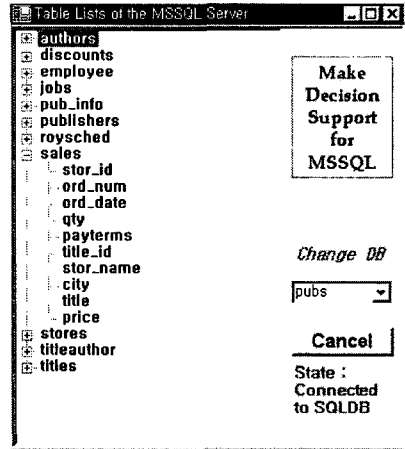 Table Lists of the MSSQL Server
authors
discounts
employee
jobs
pub_info
publishers
roysched
sales
stor_id
ord_num
ord_date
qty
payterms
title_id
stor_name
city
title
price
stores
titleauthor
titles
Make
Decision
Support
for
MSSQL
Change DB
pubs
Cancel
State :
Connected
to SQLDB